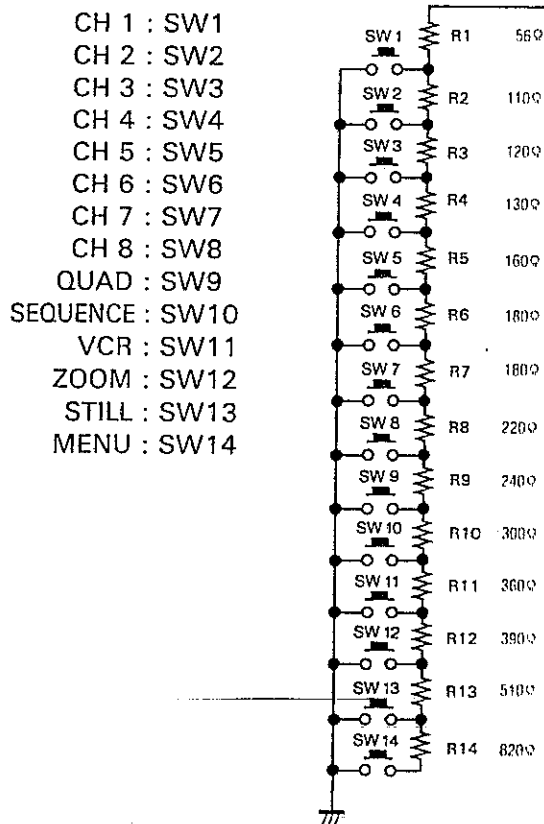 CH 1 : SW1
CH 2 : SW2
CH 3 : SW3
CH 4 : SW4
CH 5 : SW5
CH 6 : SW6
CH 7 : SW7
CH 8 : SW8
QUAD : SW9
SEQUENCE : SW10
VCR : SW11
ZOOM : SW12
STILL : SW13
MENU : SW14
SW 1 R1 56Ω
SW 2 R2 110Ω
SW 3 R3 120Ω
SW 4 R4 130Ω
SW 5 R5 160Ω
SW 6 R6 180Ω
SW 7 R7 180Ω
SW 8 R8 220Ω
SW 9 R9 240Ω
SW 10 R10 300Ω
SW 11 R11 360Ω
SW 12 R12 390Ω
SW 13 R13 510Ω
SW 14 R14 820Ω